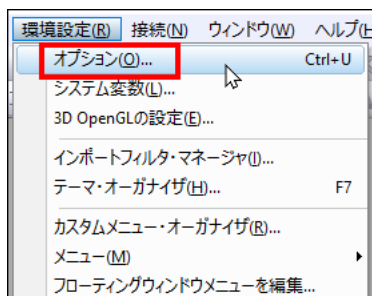 環境設定(R) 接続(N) ウィンドウ(W) ヘルプ(H
オプション(O)... Ctrl+U
システム変数(L)...
3D OpenGLの設定(E)...
インポートフィルタ・マネージャ(I)...
テーマ・オーガナイザ(H)... F7
カスタムメニュー・オーガナイザ(R)...
メニュー(M)
フローティングウィンドウメニューを編集...